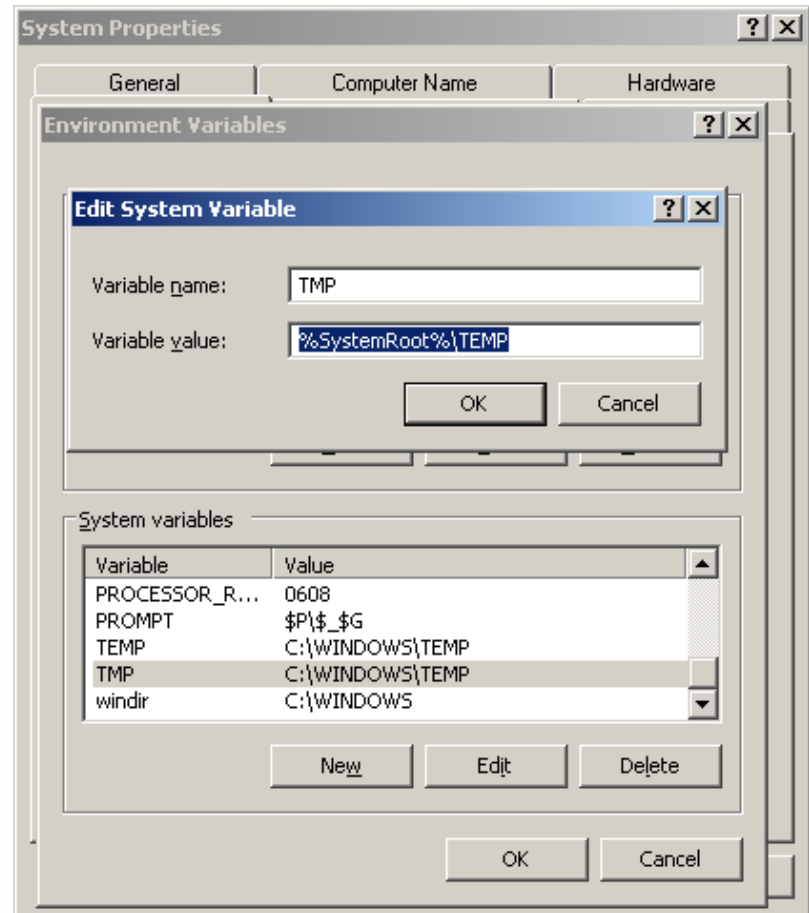 System Properties
General Computer Name Hardware
Environment Variables
Edit System Variable
Variable name: TMP
Variable value: %SystemRoot%\TEMP
OK Cancel
System variables
Variable Value
PROCESSOR_R... 0608
PROMPT $P\$_$G
TEMP C:\WINDOWS\TEMP
TMP C:\WINDOWS\TEMP
windir C:\WINDOWS
New Edit Delete
OK Cancel